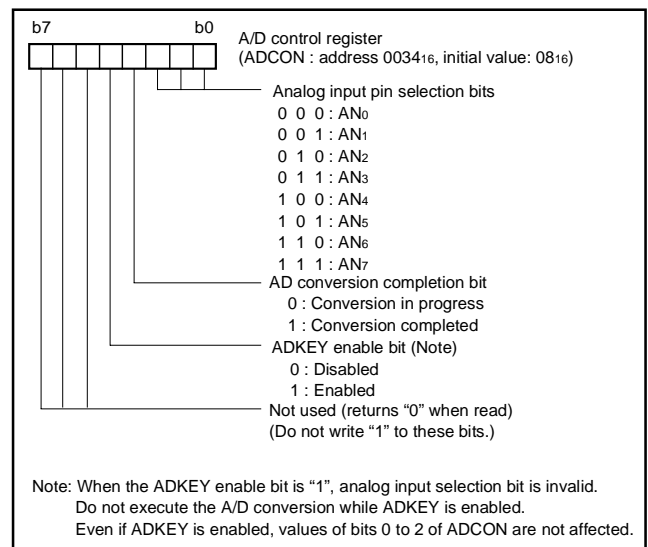 b7 b0
A/D control register
(ADCON : address 003416, initial value: 0816)
Analog input pin selection bits
0 0 0 : AN0
0 0 1 : AN1
0 1 0 : AN2
0 1 1 : AN3
1 0 0 : AN4
1 0 1 : AN5
1 1 0 : AN6
1 1 1 : AN7
AD conversion completion bit
0 : Conversion in progress
1 : Conversion completed
ADKEY enable bit (Note)
0 : Disabled
1 : Enabled
Not used (returns “0” when read)
(Do not write “1” to these bits.)
Note: When the ADKEY enable bit is “1”, analog input selection bit is invalid.
Do not execute the A/D conversion while ADKEY is enabled.
Even if ADKEY is enabled, values of bits 0 to 2 of ADCON are not affected.